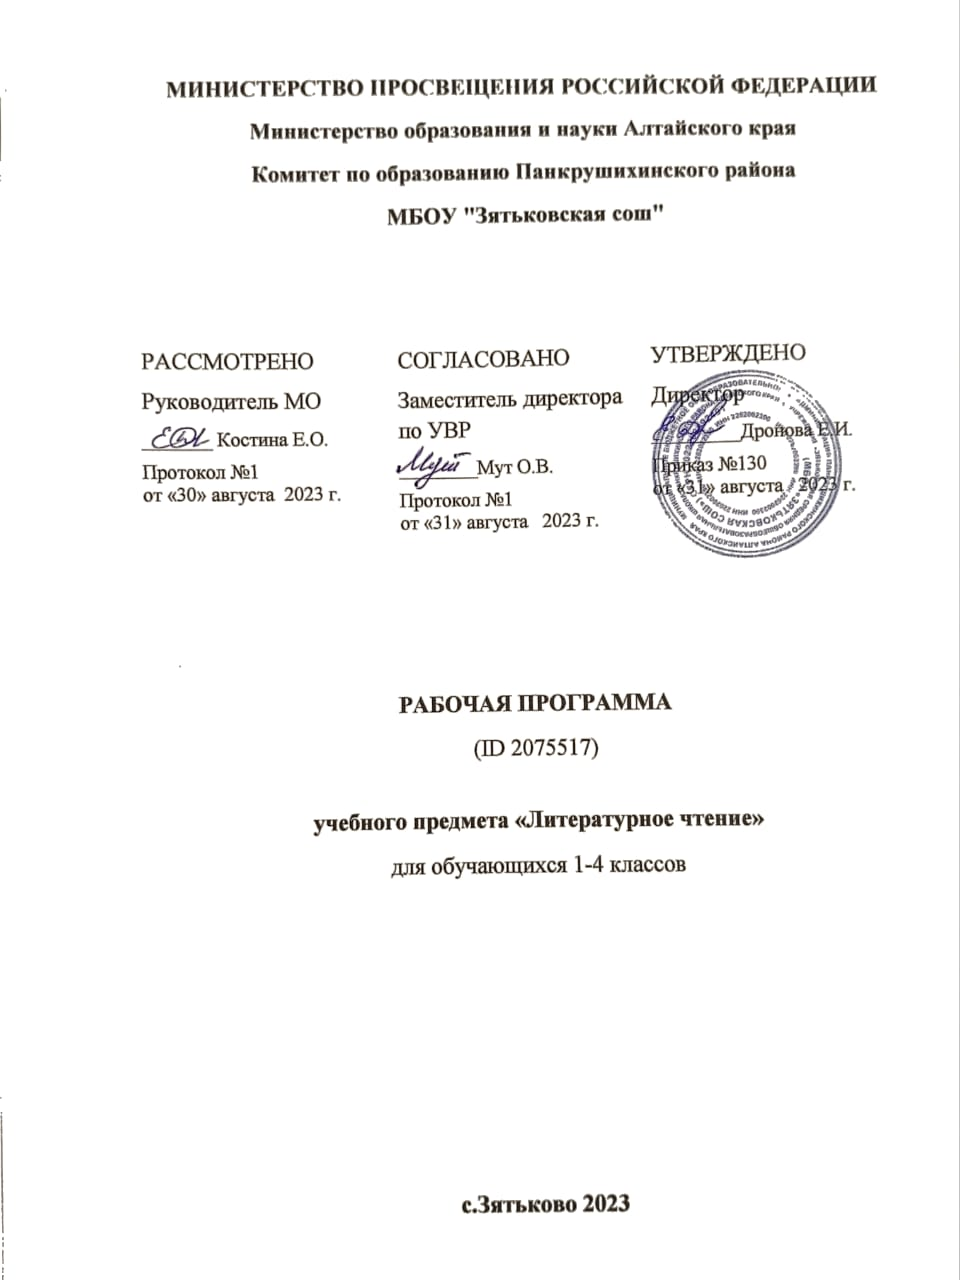 МИНИСТЕРСТВО ПРОСВЕЩЕНИЯ РОССИЙСКОЙ ФЕДЕРАЦИИ
Министерство образования и науки Алтайского края
Комитет по образованию Панкрушихинского района
МБОУ "Зятьковская сош"
РАССМОТРЕНО
Руководитель МО
Костина Е.О.
Протокол №1
от «30» августа 2023 г.
СОГЛАСОВАНО
Заместитель директора
по УВР
Мут О.В.
Протокол №1
от «31» августа 2023 г.
УТВЕРЖДЕНО
Директор
Дронова Е.И.
Приказ №130
от «31» августа 2023 г.
РАБОЧАЯ ПРОГРАММА
(ID 2075517)
учебного предмета «Литературное чтение»
для обучающихся 1-4 классов
с.Зятьково 2023